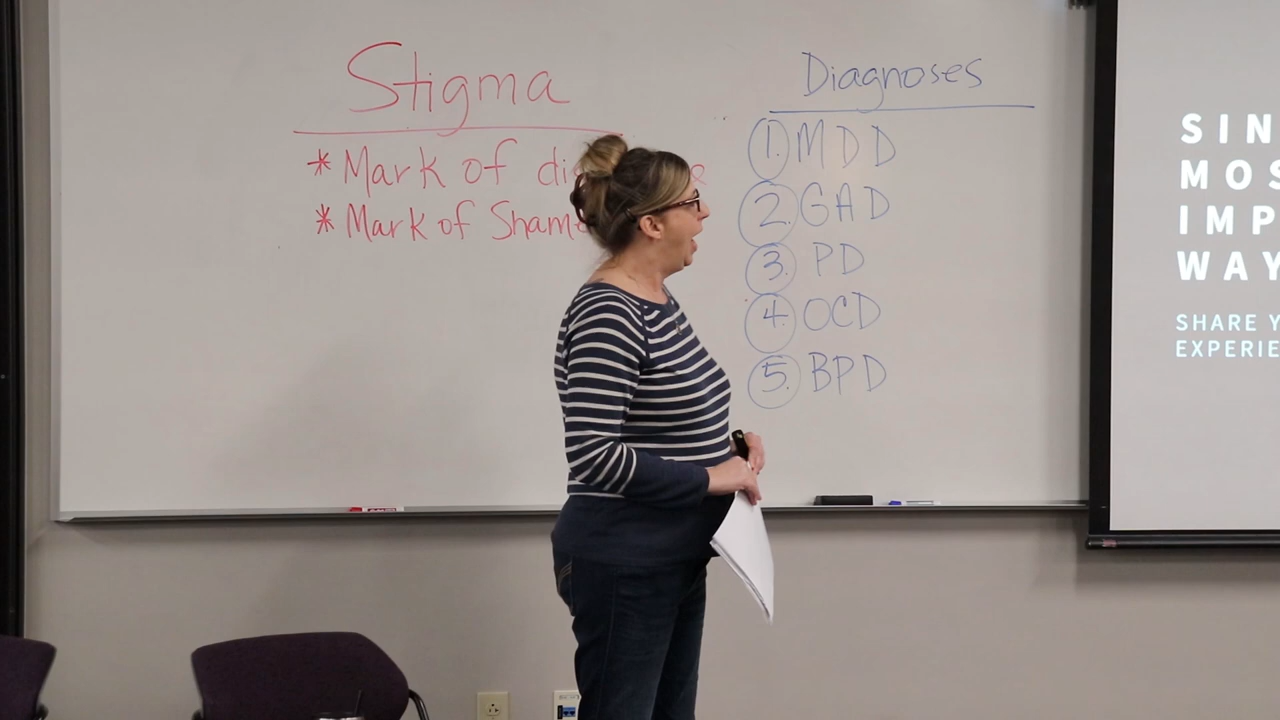 Stigma
* Mark of
* Mark of Shame
Diagnoses
1. MDD
2. GAD
3. PD
4. OCD
5. BPD
SIN
MOS
IMP
WAY
SHARE Y
EXPERIE